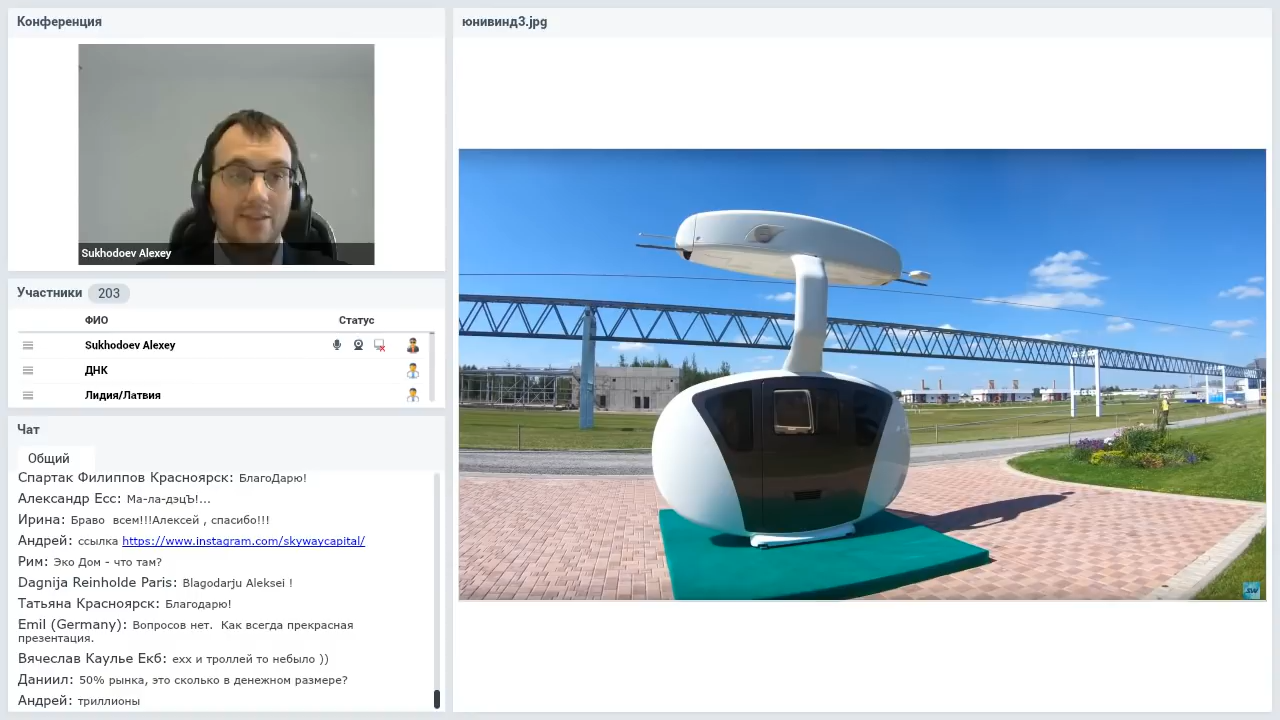 Конференция
Sukhodoev Alexey
Участники 203
ФИО Статус
Sukhodoev Alexey
ДНК
Лидия/Латвия
Чат
Общий
Спартак Филиппов Красноярск: БлагоДарю!
Александр Есс: Ма-ла-дэцЪ!...
Ирина: Браво всем!!!Алексей , спасибо!!!
Андрей: ссылка https://www.instagram.com/skywaycapital/
Рим: Эко Дом - что там?
Dagnija Reinholde Paris: Blagodarju Aleksei !
Татьяна Красноярск: Благодарю!
Emil (Germany): Вопросов нет. Как всегда прекрасная
презентация.
Вячеслав Каулье Екб: ехх и троллей то небыло ))
Даниил: 50% рынка, это сколько в денежном размере?
Андрей: триллионы
юнивинд3.jpg
SW